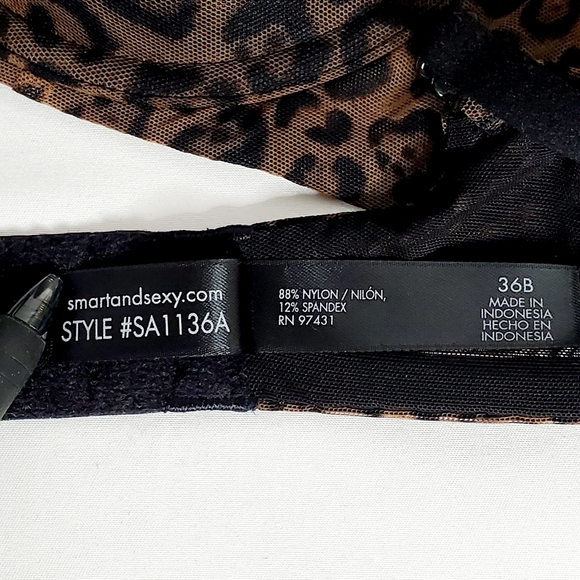 smartandsexy.com
STYLE #SA1136A
88% NYLON / NILÓN,
12% SPANDEX
RN 97431
36B
MADE IN
INDONESIA
HECHO EN
INDONESIA